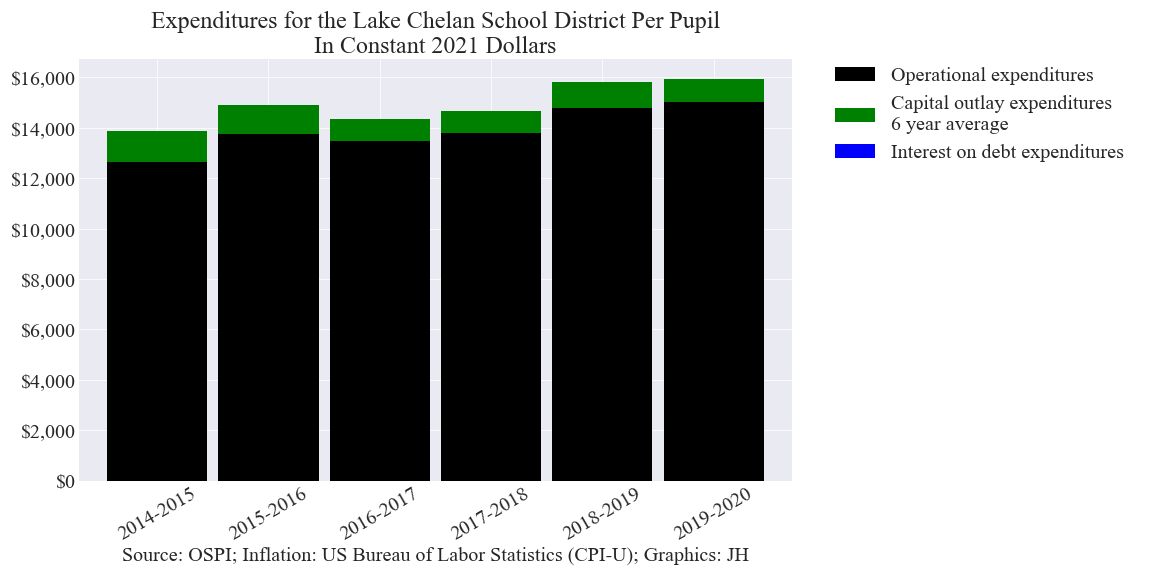 Expenditures for the Lake Chelan School District Per Pupil
In Constant 2021 Dollars
$16,000
$14,000
$12,000
$10,000
$8,000
$6,000
$4,000
$2,000
$0
2014-2015
2015-2016
2016-2017
2017-2018
2018-2019
2019-2020
Source: OSPI; Inflation: US Bureau of Labor Statistics (CPI-U); Graphics: JH
Operational expenditures
Capital outlay expenditures
6 year average
Interest on debt expenditures